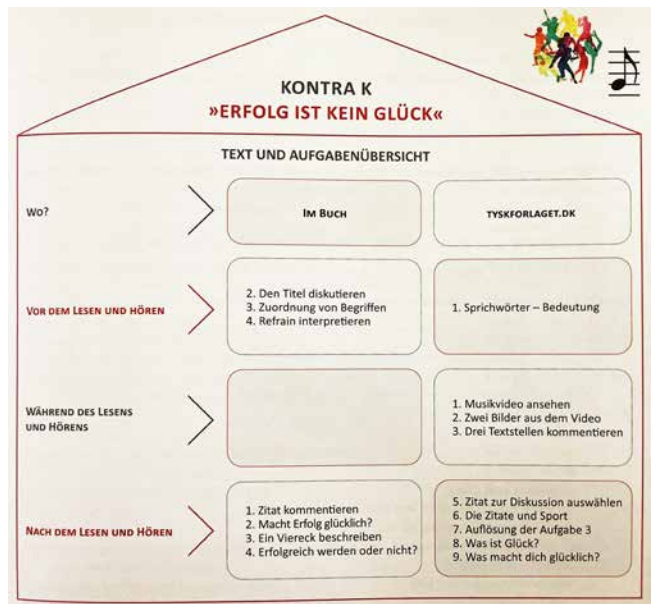 KONTRA K
»ERFOLG IST KEIN GLÜCK«
TEXT UND AUFGABENÜBERSICHT
WO?
IM BUCH
TYSKFORLAGET.DK
VOR DEM LESEN UND HÖREN
2. Den Titel diskutieren
3. Zuordnung von Begriffen
4. Refrain interpretieren
1. Sprichwörter – Bedeutung
WÄHREND DES LESENS
UND HÖRENS
1. Musikvideo ansehen
2. Zwei Bilder aus dem Video
3. Drei Textstellen kommentieren
NACH DEM LESEN UND HÖREN
1. Zitat kommentieren
2. Macht Erfolg glücklich?
3. Ein Viereck beschreiben
4. Erfolgreich werden oder nicht?
5. Zitat zur Diskussion auswählen
6. Die Zitate und Sport
7. Auflösung der Aufgabe 3
8. Was ist Glück?
9. Was macht dich glücklich?